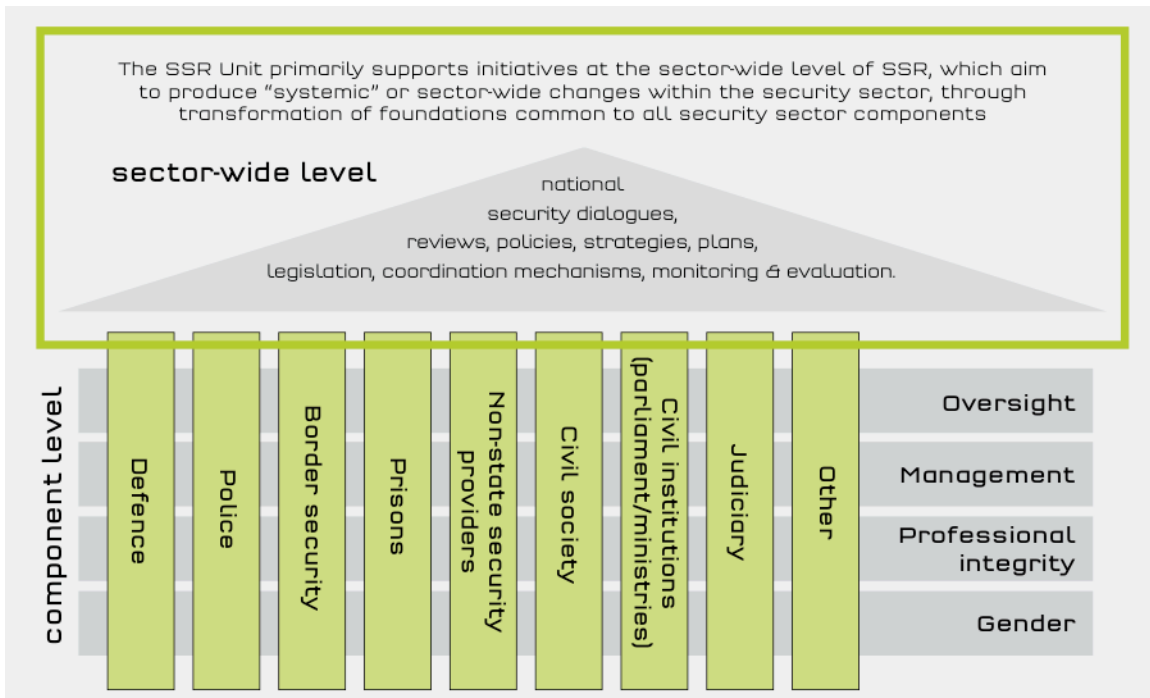 The SSR Unit primarily supports initiatives at the sector-wide level of SSR, which aim
to produce “systemic” or sector-wide changes within the security sector, through
transformation of foundations common to all security sector components
sector-wide level
national
security dialogues,
reviews, policies, strategies, plans,
legislation, coordination mechanisms, monitoring & evaluation.
component level
Defence
Police
Border security
Prisons
Non-state security
providers
Civil society
Civil institutions
(parliament/ministries)
Judiciary
Other
Oversight
Management
Professional
integrity
Gender